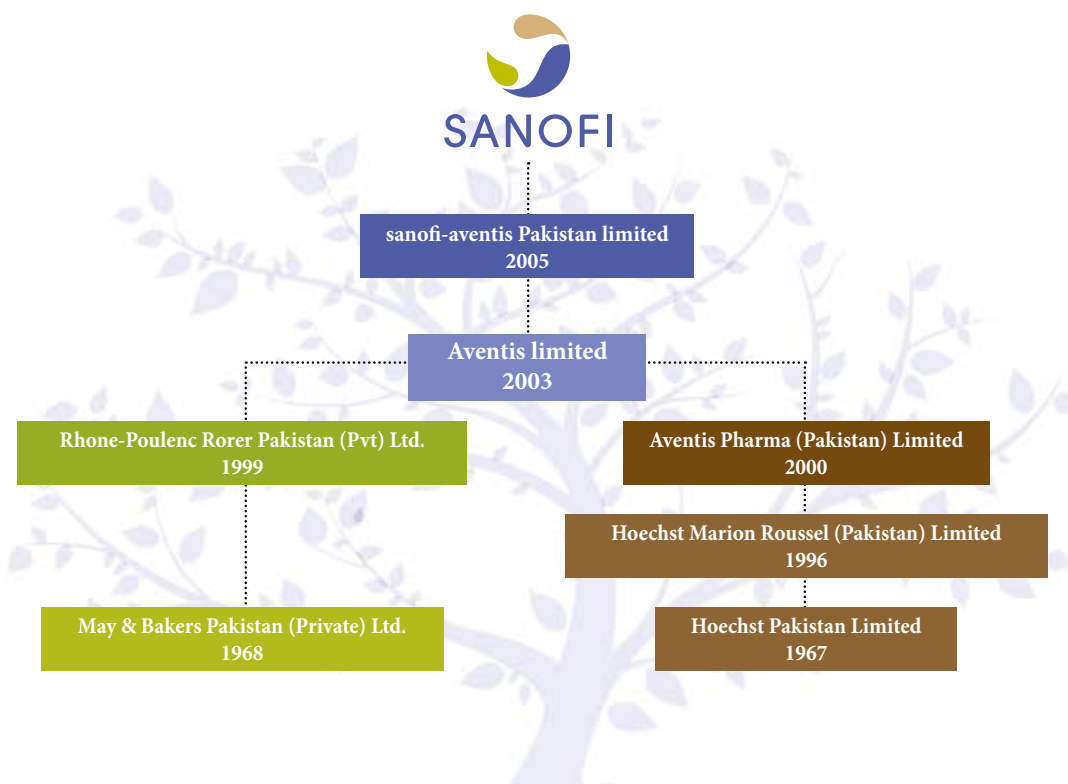 SANOFI
sanofi-aventis Pakistan limited
2005
Aventis limited
2003
Rhone-Poulenc Rorer Pakistan (Pvt) Ltd.
1999
Aventis Pharma (Pakistan) Limited
2000
Hoechst Marion Roussel (Pakistan) Limited
1996
May & Bakers Pakistan (Private) Ltd.
1968
Hoechst Pakistan Limited
1967